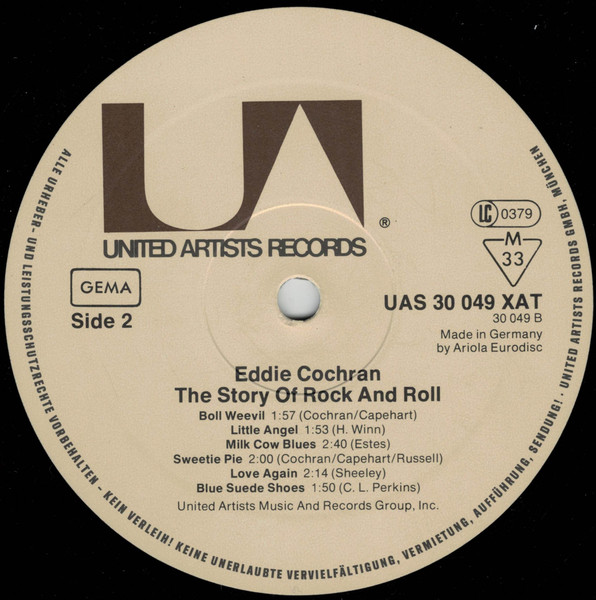 UA
®
UNITED ARTISTS RECORDS
LC 0379
M
33
GEMA
Side 2
UAS 30 049 XAT
30 049 B
Made in Germany
by Ariola Eurodisc
Eddie Cochran
The Story Of Rock And Roll
Boll Weevil 1:57 (Cochran/Capehart)
Little Angel 1:53 (H. Winn)
Milk Cow Blues 2:40 (Estes)
Sweetie Pie 2:00 (Cochran/Capehart/Russell)
Love Again 2:14 (Sheeley)
Blue Suede Shoes 1:50 (C. L. Perkins)
United Artists Music And Records Group, Inc.
ALLE URHEBER- UND LEISTUNGSSCHUTZRECHTE VORBEHALTEN – KEIN VERLEIH! KEINE UNERLAUBTE VERVIELFÄLTIGUNG, VERMIETUNG, AUFFÜHRUNG, SENDUNG! · UNITED ARTISTS RECORDS GMBH, MÜNCHEN